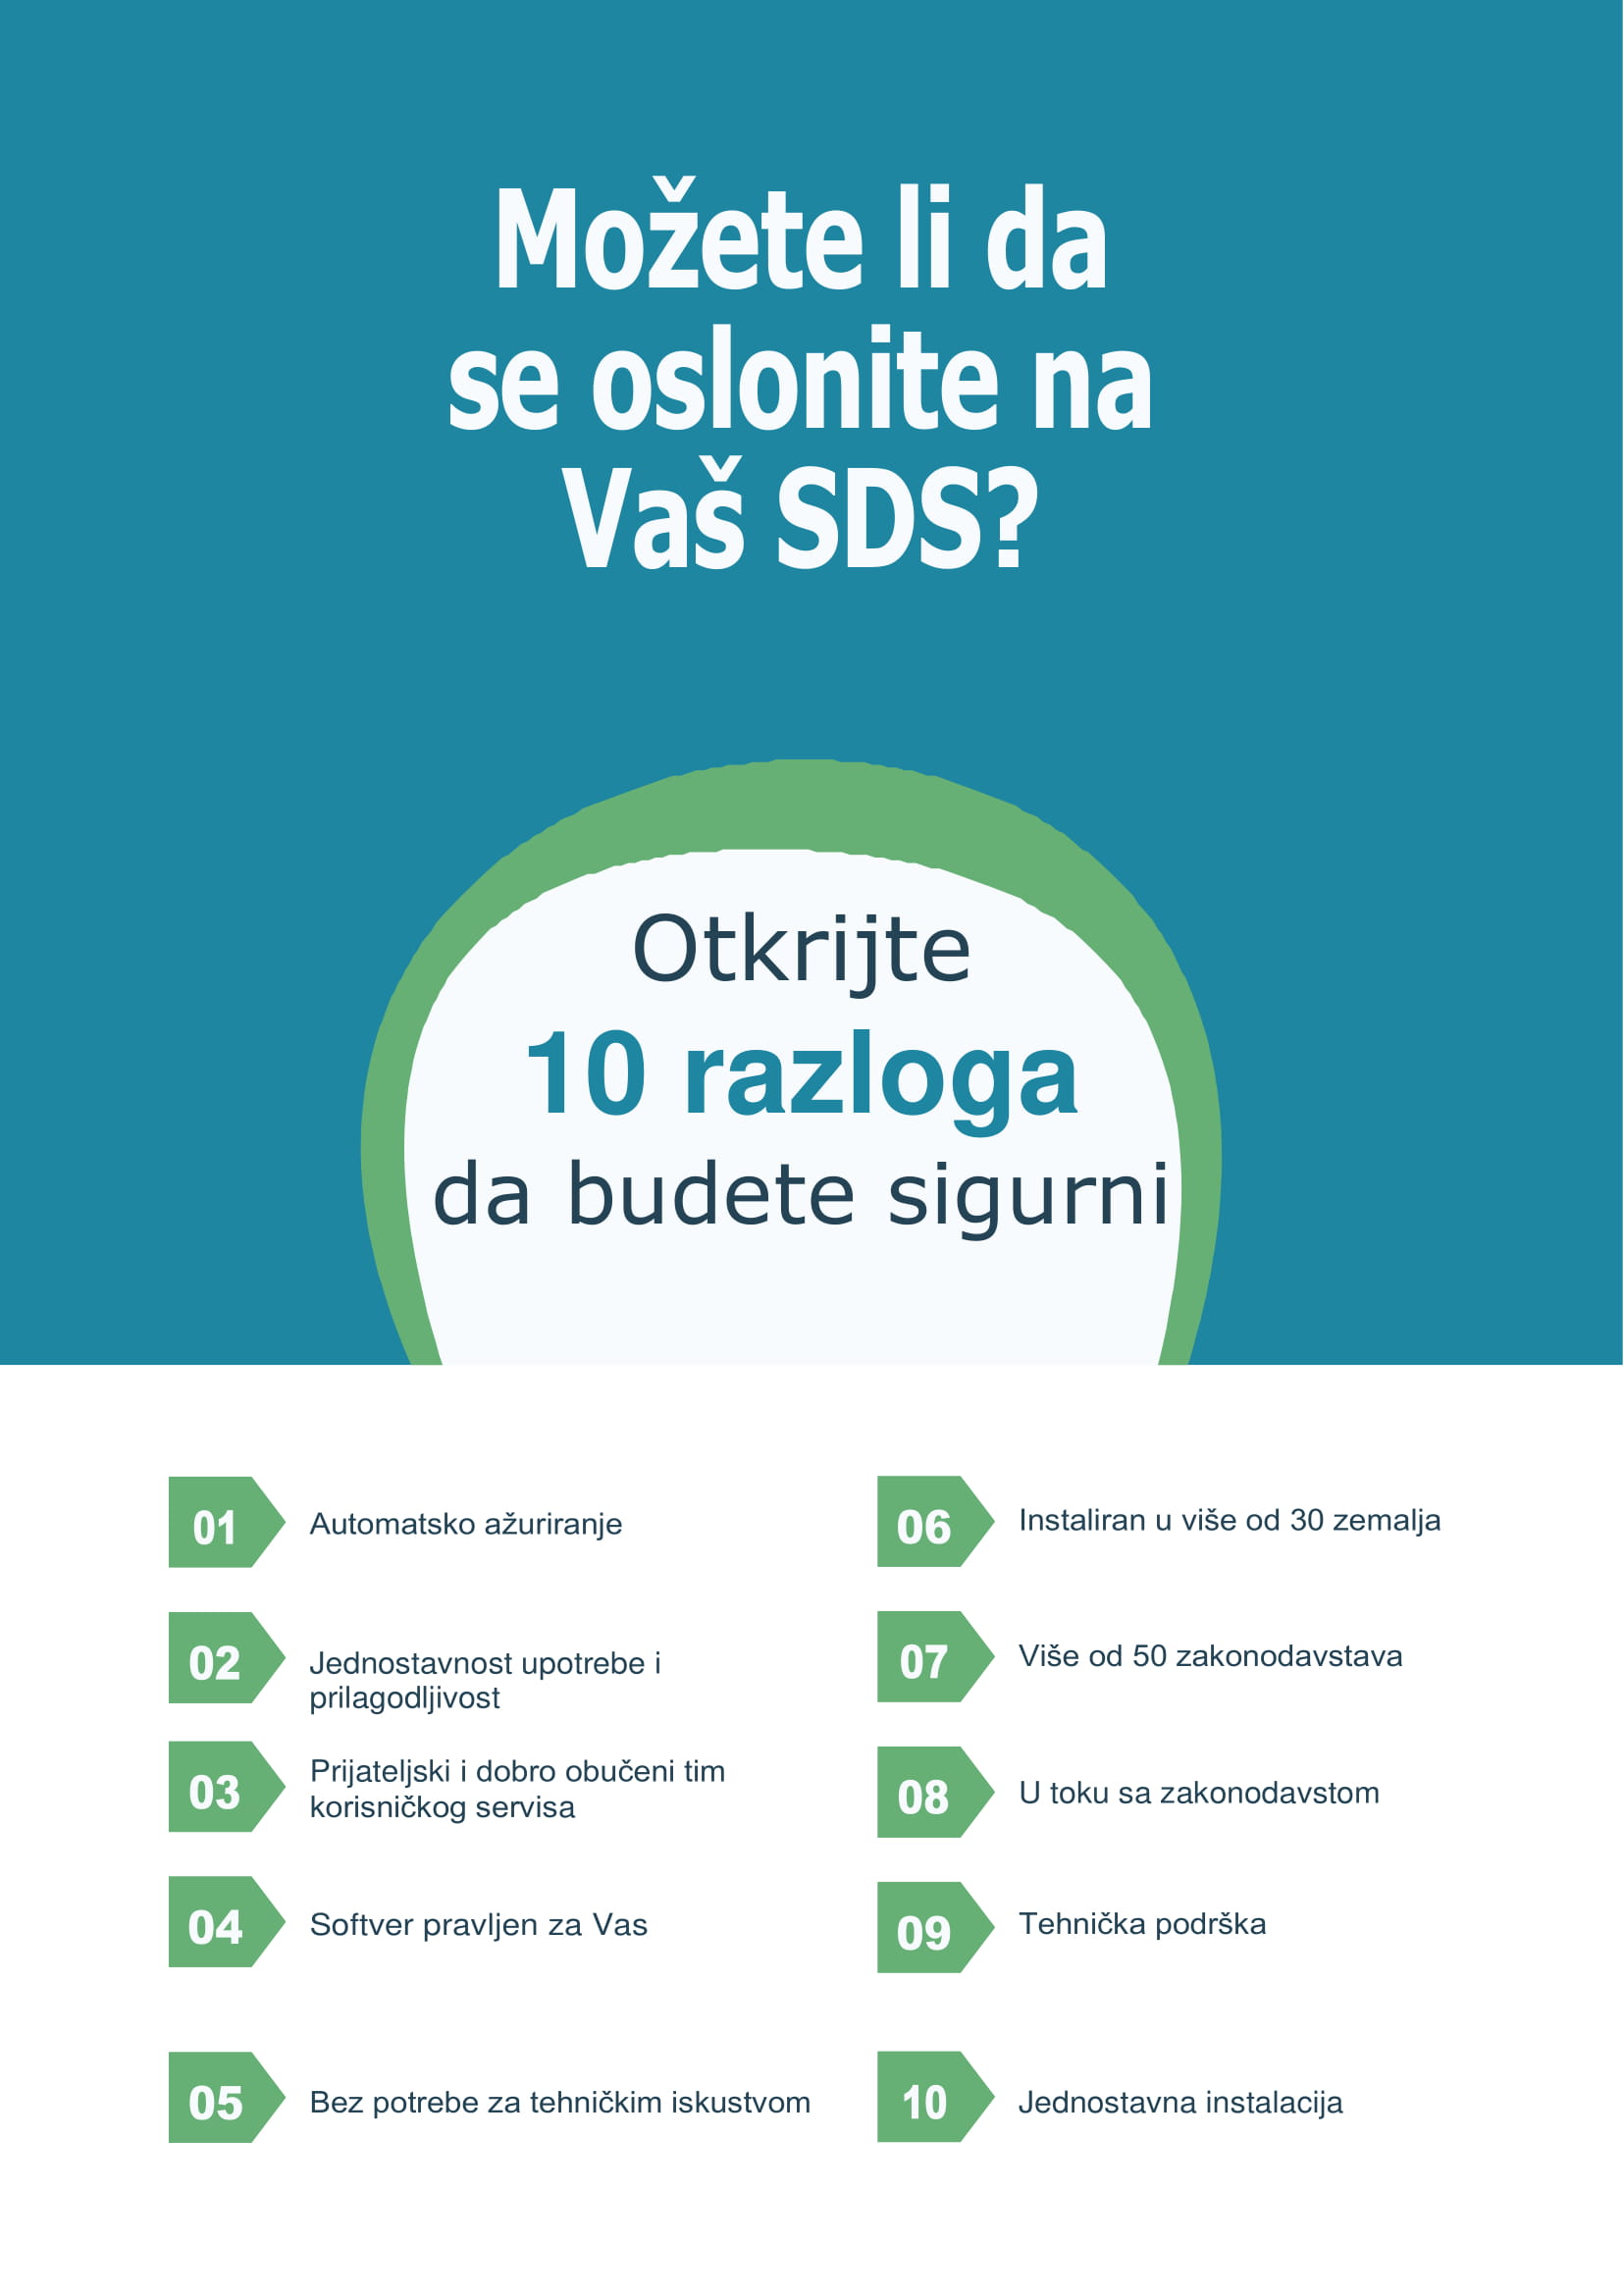 Možete li da
se oslonite na
Vaš SDS?
Otkrijte
10 razloga
da budete sigurni
01
Automatsko ažuriranje
02
Jednostavnost upotrebe i
prilagodljivost
03
Prijateljski i dobro obučeni tim
korisničkog servisa
04
Softver pravljen za Vas
05
Bez potrebe za tehničkim iskustvom
06
Instaliran u više od 30 zemalja
07
Više od 50 zakonodavstava
08
U toku sa zakonodavstom
09
Tehnička podrška
10
Jednostavna instalacija